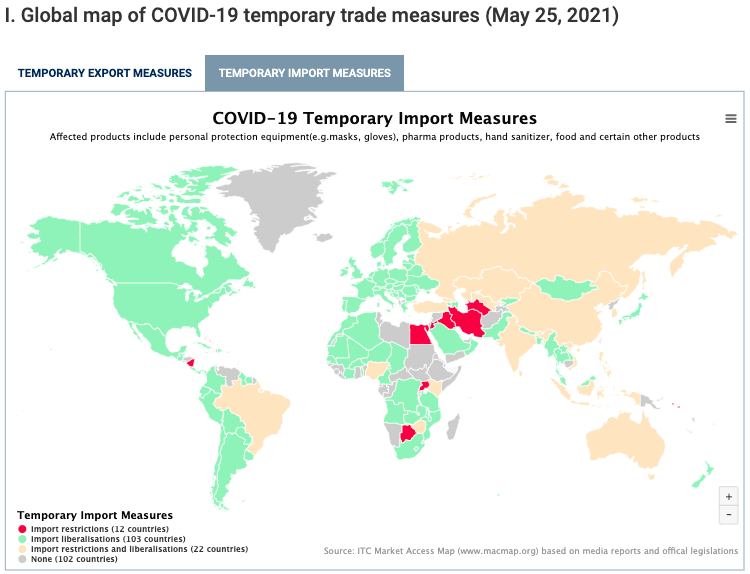 I. Global map of COVID-19 temporary trade measures (May 25, 2021)
TEMPORARY EXPORT MEASURES
TEMPORARY IMPORT MEASURES
COVID-19 Temporary Import Measures
Affected products include personal protection equipment(e.g.masks, gloves), pharma products, hand sanitizer, food and certain other products
+
-
Temporary Import Measures
Import restrictions (12 countries)
Import liberalisations (103 countries)
Import restrictions and liberalisations (22 countries)
None (102 countries)
Source: ITC Market Access Map (www.macmap.org) based on media reports and offical legislations